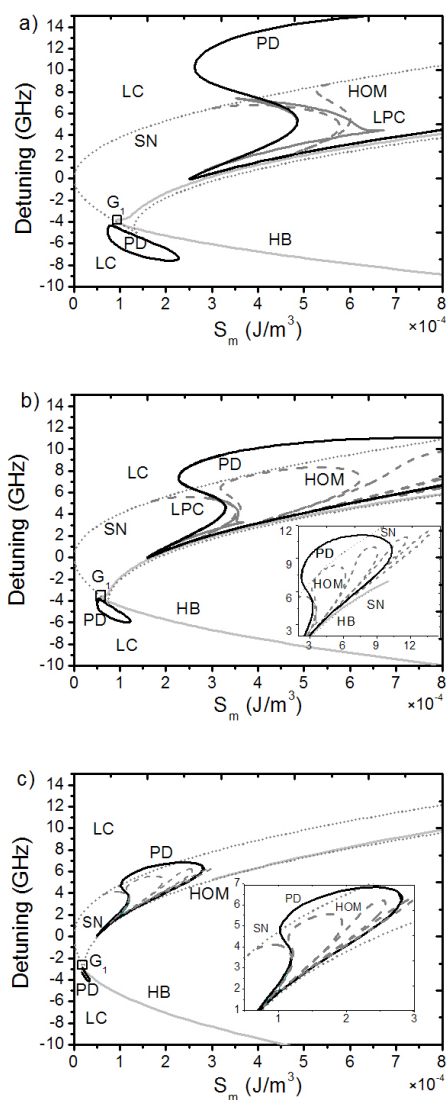 a)
14
12
10
8
6
4
2
0
-2
-4
-6
-8
-10
Detuning (GHz)
PD
LC
HOM
LPC
SN
G1
PD
LC
HB
0 1 2 3 4 5 6 7 8
×10⁻⁴
Sm (J/m³)
b)
14
12
10
8
6
4
2
0
-2
-4
-6
-8
-10
Detuning (GHz)
LC
PD
HOM
LPC
SN
G1
PD
LC
HB
12
9
6
3
SN
PD
HOM
SN
HB
3 6 9 12
0 1 2 3 4 5 6 7 8
×10⁻⁴
Sm (J/m³)
c)
14
12
10
8
6
4
2
0
-2
-4
-6
-8
-10
Detuning (GHz)
LC
PD
HOM
SN
G1
PD
LC
HB
7
6
5
4
3
2
1
PD
SN
HOM
1 2 3
0 1 2 3 4 5 6 7 8
×10⁻⁴
Sm (J/m³)